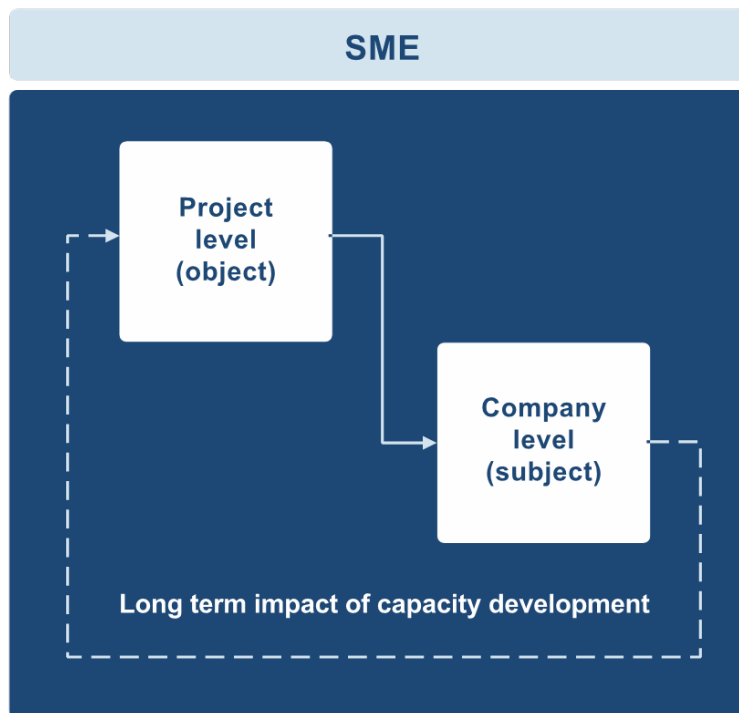 SME
Project
level
(object)
Company
level
(subject)
Long term impact of capacity development